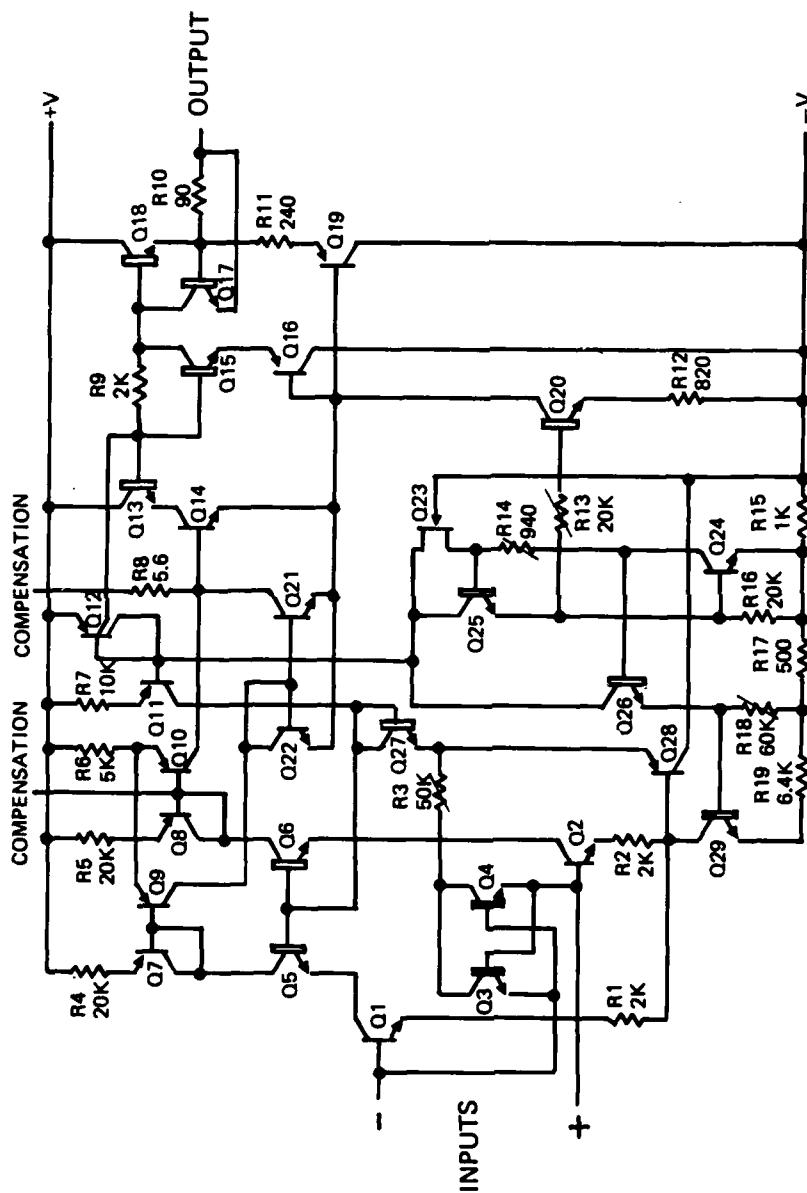 +V
OUTPUT
R10
90
Q18
R11
240
Q19
Q17
R9
2K
Q15
Q16
Q20
R12
820
COMPENSATION
Q13
Q14
R8
5.6
Q12
Q21
Q23
R14
940
R13
20K
Q24
R15
1K
Q25
R16
20K
R7
10K
Q11
R17
500
COMPENSATION
R6
5K
Q10
Q22
Q26
R18
60K
Q27
Q28
R19
6.4K
R5
20K
Q8
Q6
R3
50K
Q2
R2
2K
Q29
Q9
Q4
Q7
R4
20K
Q5
Q3
Q1
R1
2K
-
INPUTS
+
-V